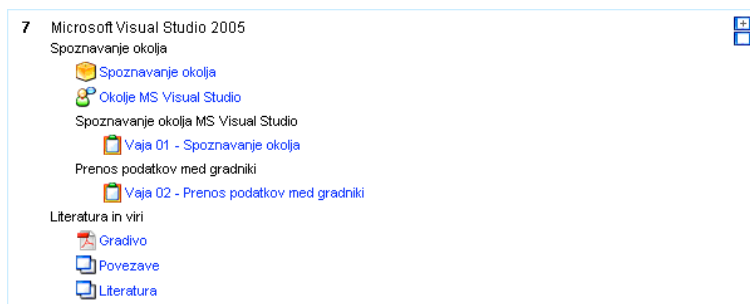 7 Microsoft Visual Studio 2005
Spoznavanje okolja
Spoznavanje okolja
Okolje MS Visual Studio
Spoznavanje okolja MS Visual Studio
Vaja 01 - Spoznavanje okolja
Prenos podatkov med gradniki
Vaja 02 - Prenos podatkov med gradniki
Literatura in viri
Gradivo
Povezave
Literatura